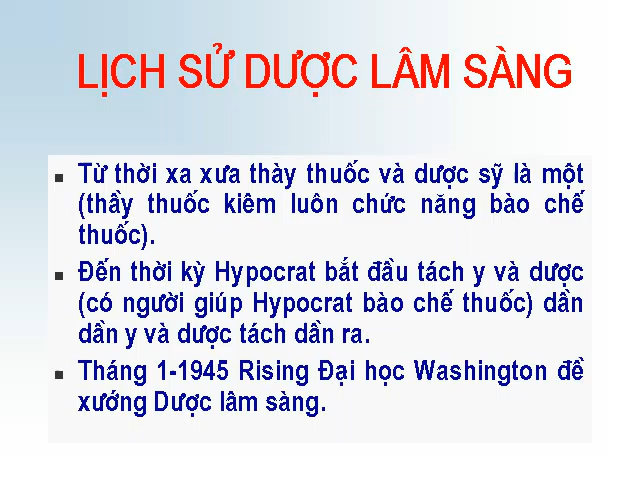 LỊCH SỬ DƯỢC LÂM SÀNG
Từ thời xa xưa thày thuốc và dược sỹ là một
(thầy thuốc kiêm luôn chức năng bào chế
thuốc).
Đến thời kỳ Hypocrat bắt đầu tách y và dược
(có người giúp Hypocrat bào chế thuốc) dần
dần y và dược tách dần ra.
Tháng 1-1945 Rising Đại học Washington đề
xướng Dược lâm sàng.